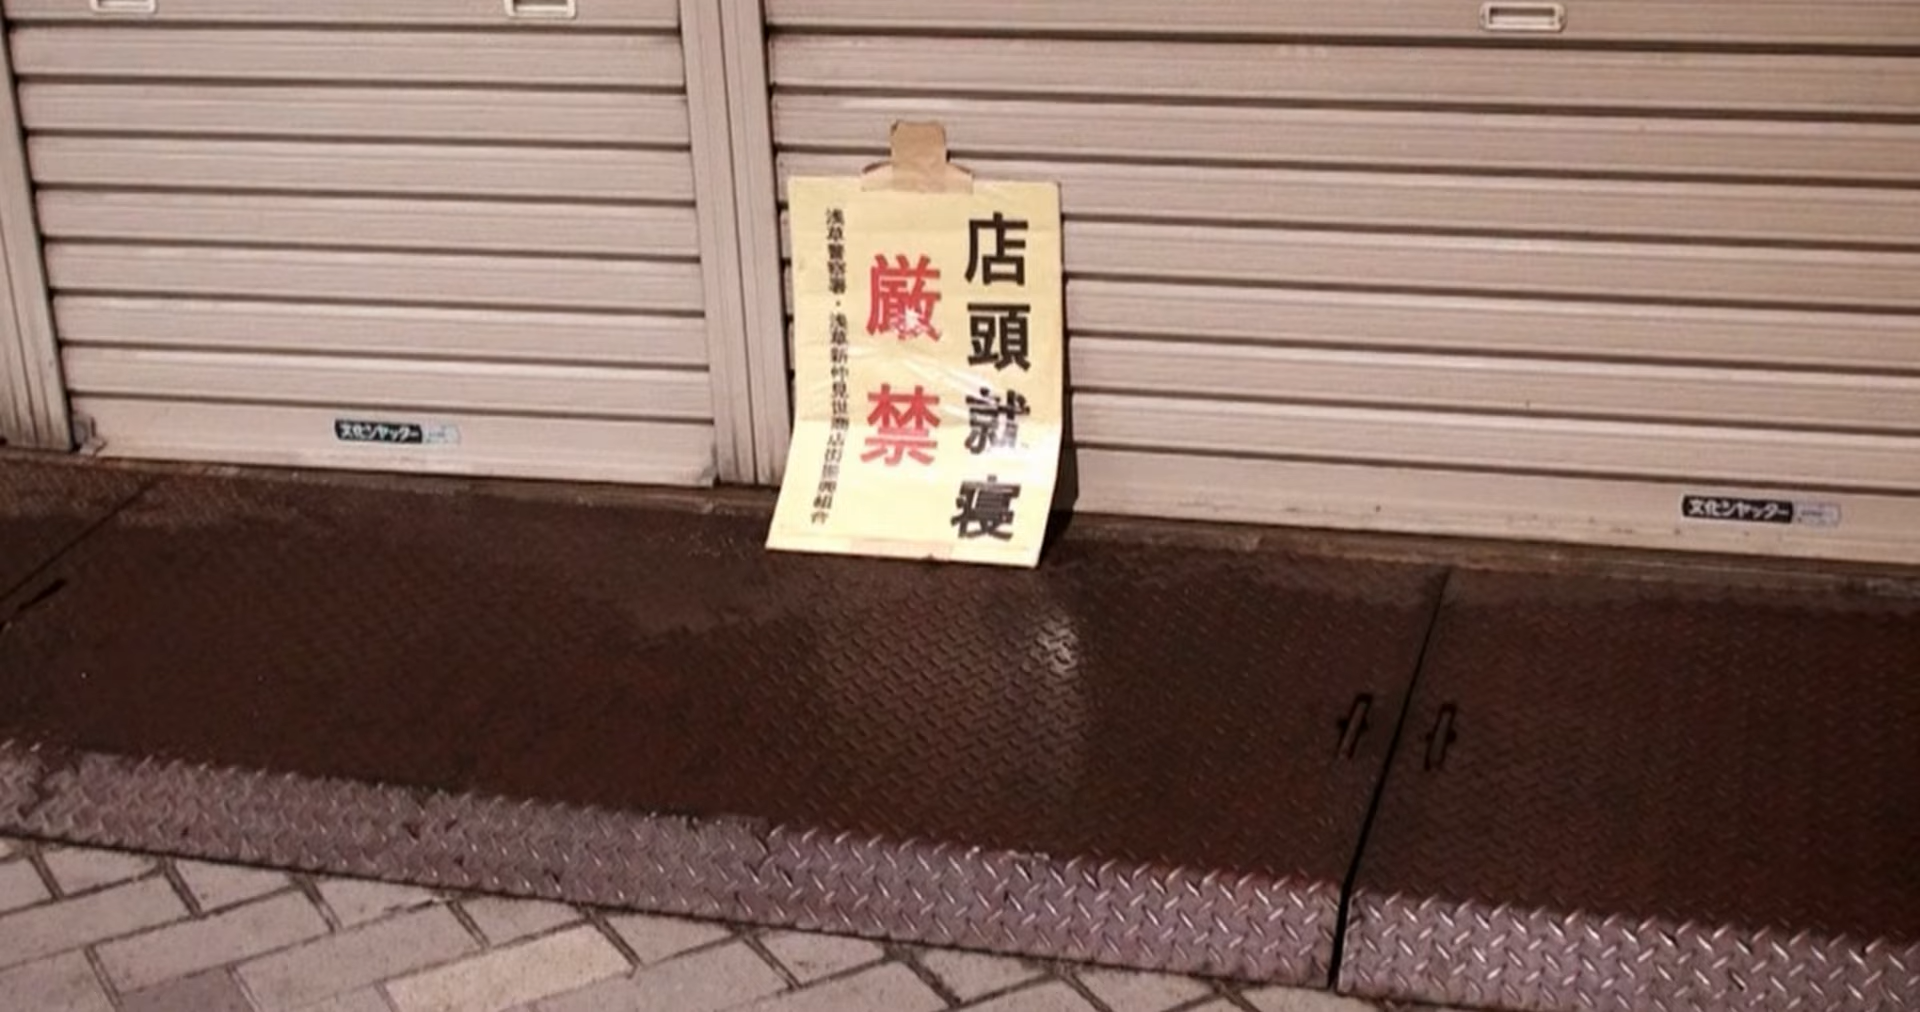 店頭就寝
厳禁
浅草警察署・浅草新仲見世商店街振興組合
文化シヤッター
文化シヤッター